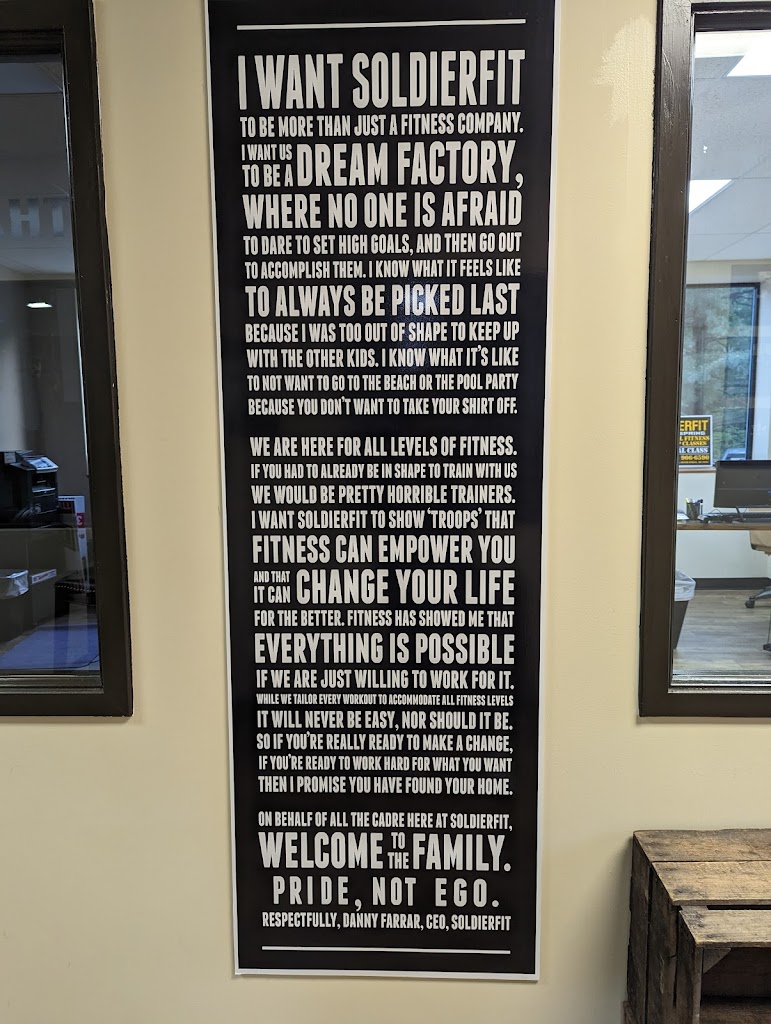 I WANT SOLDIERFIT
TO BE MORE THAN JUST A FITNESS COMPANY.
I WANT US
TO BE A DREAM FACTORY,
WHERE NO ONE IS AFRAID
TO DARE TO SET HIGH GOALS, AND THEN GO OUT
TO ACCOMPLISH THEM. I KNOW WHAT IT FEELS LIKE
TO ALWAYS BE PICKED LAST
BECAUSE I WAS TOO OUT OF SHAPE TO KEEP UP
WITH THE OTHER KIDS. I KNOW WHAT IT'S LIKE
TO NOT WANT TO GO TO THE BEACH OR THE POOL PARTY
BECAUSE YOU DON'T WANT TO TAKE YOUR SHIRT OFF.
WE ARE HERE FOR ALL LEVELS OF FITNESS.
IF YOU HAD TO ALREADY BE IN SHAPE TO TRAIN WITH US
WE WOULD BE PRETTY HORRIBLE TRAINERS.
I WANT SOLDIERFIT TO SHOW 'TROOPS' THAT
FITNESS CAN EMPOWER YOU
AND THAT
IT CAN CHANGE YOUR LIFE
FOR THE BETTER. FITNESS HAS SHOWED ME THAT
EVERYTHING IS POSSIBLE
IF WE ARE JUST WILLING TO WORK FOR IT.
WHILE WE TAILOR EVERY WORKOUT TO ACCOMMODATE ALL FITNESS LEVELS
IT WILL NEVER BE EASY, NOR SHOULD IT BE.
SO IF YOU'RE REALLY READY TO MAKE A CHANGE,
IF YOU'RE READY TO WORK HARD FOR WHAT YOU WANT
THEN I PROMISE YOU HAVE FOUND YOUR HOME.
ON BEHALF OF ALL THE CADRE HERE AT SOLDIERFIT,
WELCOME TO THE FAMILY.
PRIDE, NOT EGO.
RESPECTFULLY, DANNY FARRAR, CEO, SOLDIERFIT
ERFIT
FITNESS
CLASSES
AL CLASS
906-6590